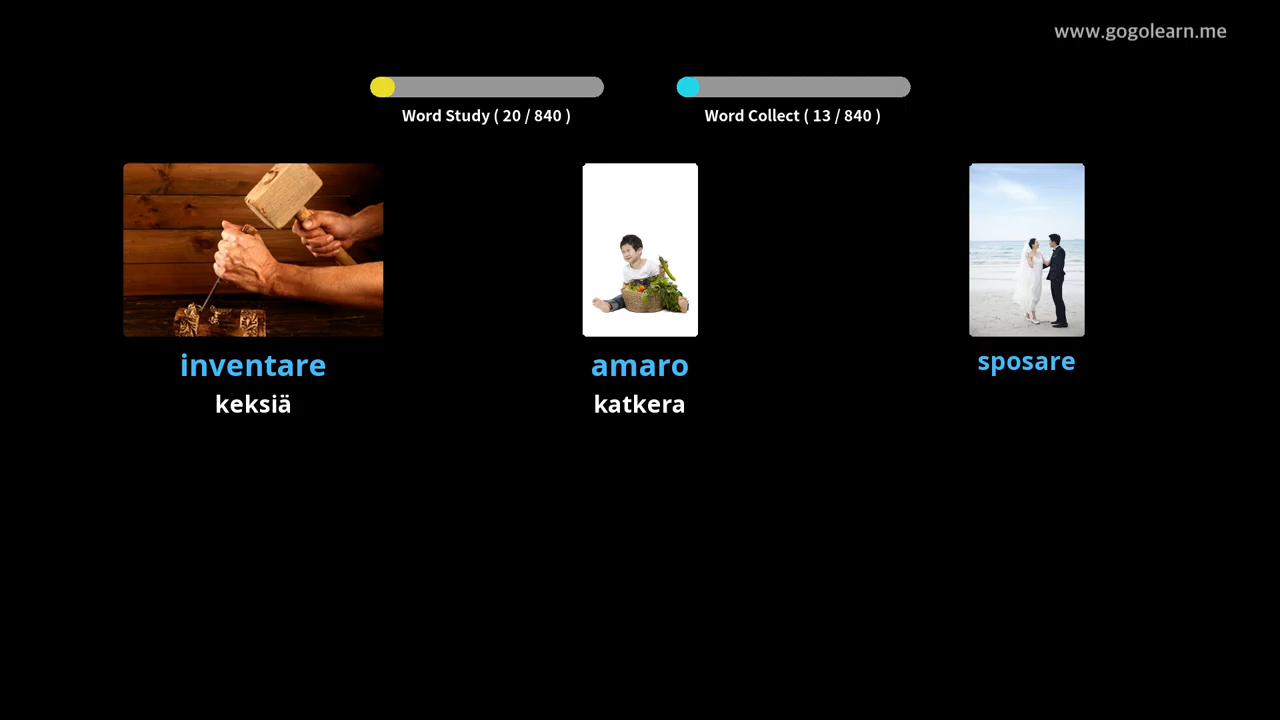 www.gogolearn.me
Word Study ( 20 / 840 )
Word Collect ( 13 / 840 )
inventare
keksiä
amaro
katkera
sposare